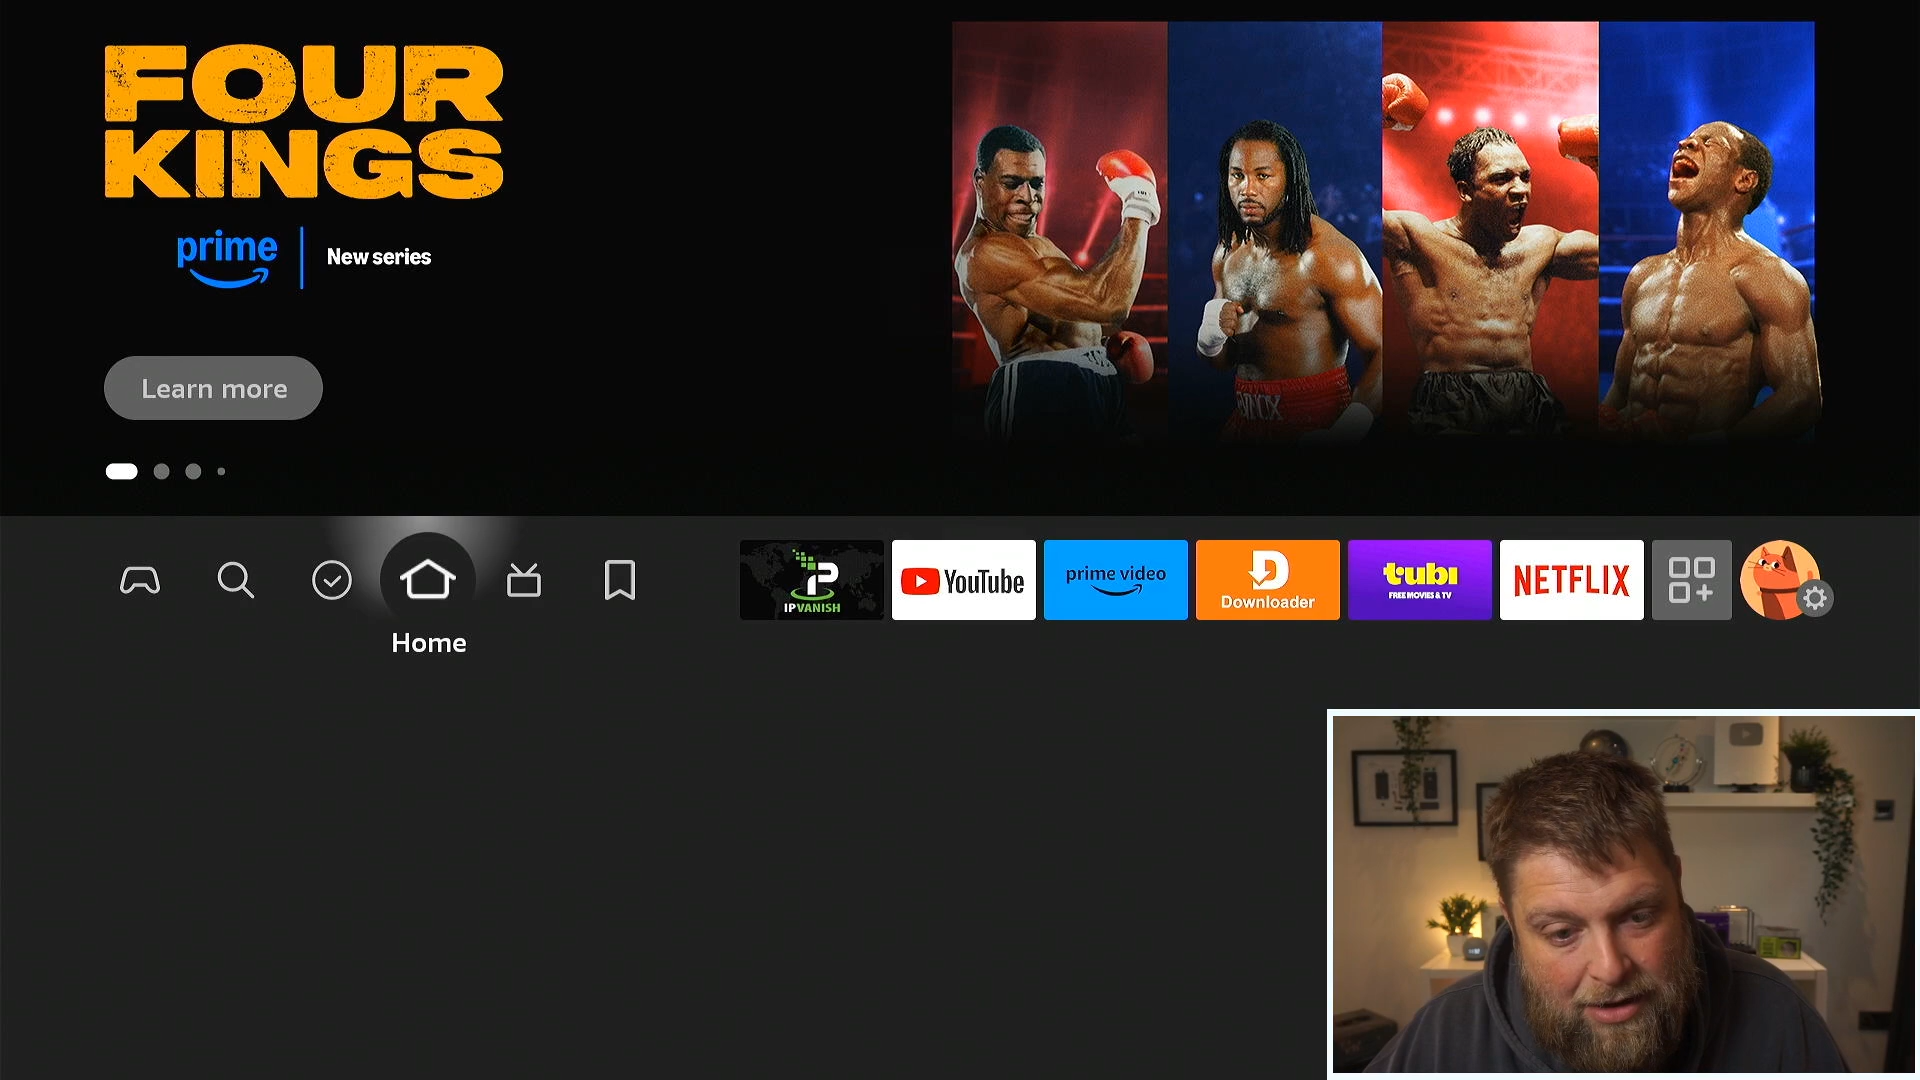 FOUR
KINGS
prime
New series
Learn more
Home
IPVANISH
YouTube
prime video
Downloader
tubi
FREE MOVIES & TV
NETFLIX